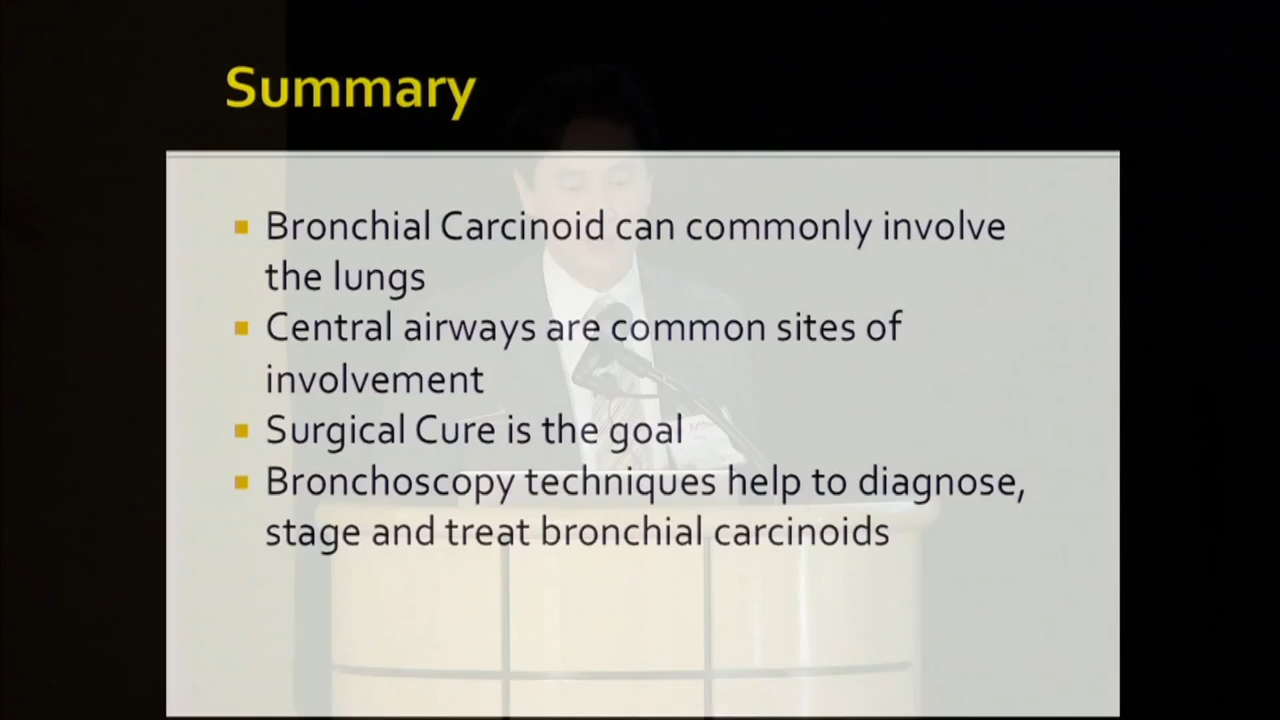 Summary
Bronchial Carcinoid can commonly involve
the lungs
Central airways are common sites of
involvement
Surgical Cure is the goal
Bronchoscopy techniques help to diagnose,
stage and treat bronchial carcinoids